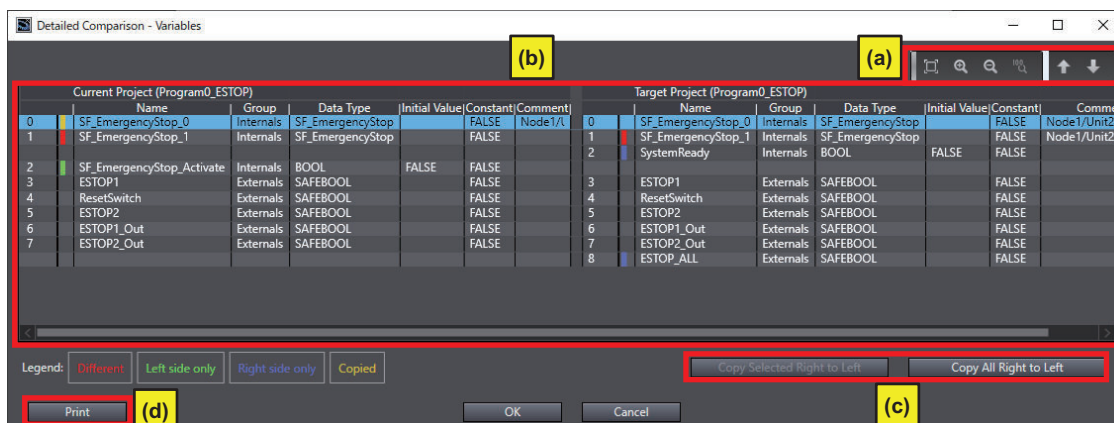 Detailed Comparison - Variables
(b) (a)
Current Project (Program0_ESTOP) Target Project (Program0_ESTOP)
Name Group Data Type Initial Value Constant Comment Name Group Data Type Initial Value Constant Comme
0 SF_EmergencyStop_0 Internals SF_EmergencyStop FALSE Node1/U 0 SF_EmergencyStop_0 Internals SF_EmergencyStop FALSE Node1/Unit2
1 SF_EmergencyStop_1 Internals SF_EmergencyStop FALSE 1 SF_EmergencyStop_1 Internals SF_EmergencyStop FALSE Node1/Unit2
2 SystemReady Internals BOOL FALSE FALSE
2 SF_EmergencyStop_Activate Internals BOOL FALSE FALSE
3 ESTOP1 Externals SAFEBOOL FALSE 3 ESTOP1 Externals SAFEBOOL FALSE
4 ResetSwitch Externals SAFEBOOL FALSE 4 ResetSwitch Externals SAFEBOOL FALSE
5 ESTOP2 Externals SAFEBOOL FALSE 5 ESTOP2 Externals SAFEBOOL FALSE
6 ESTOP1_Out Externals SAFEBOOL FALSE 6 ESTOP1_Out Externals SAFEBOOL FALSE
7 ESTOP2_Out Externals SAFEBOOL FALSE 7 ESTOP2_Out Externals SAFEBOOL FALSE
8 ESTOP_ALL Externals SAFEBOOL FALSE
Legend: Different Left side only Right side only Copied Copy Selected Right to Left Copy All Right to Left
Print (d) OK Cancel (c)